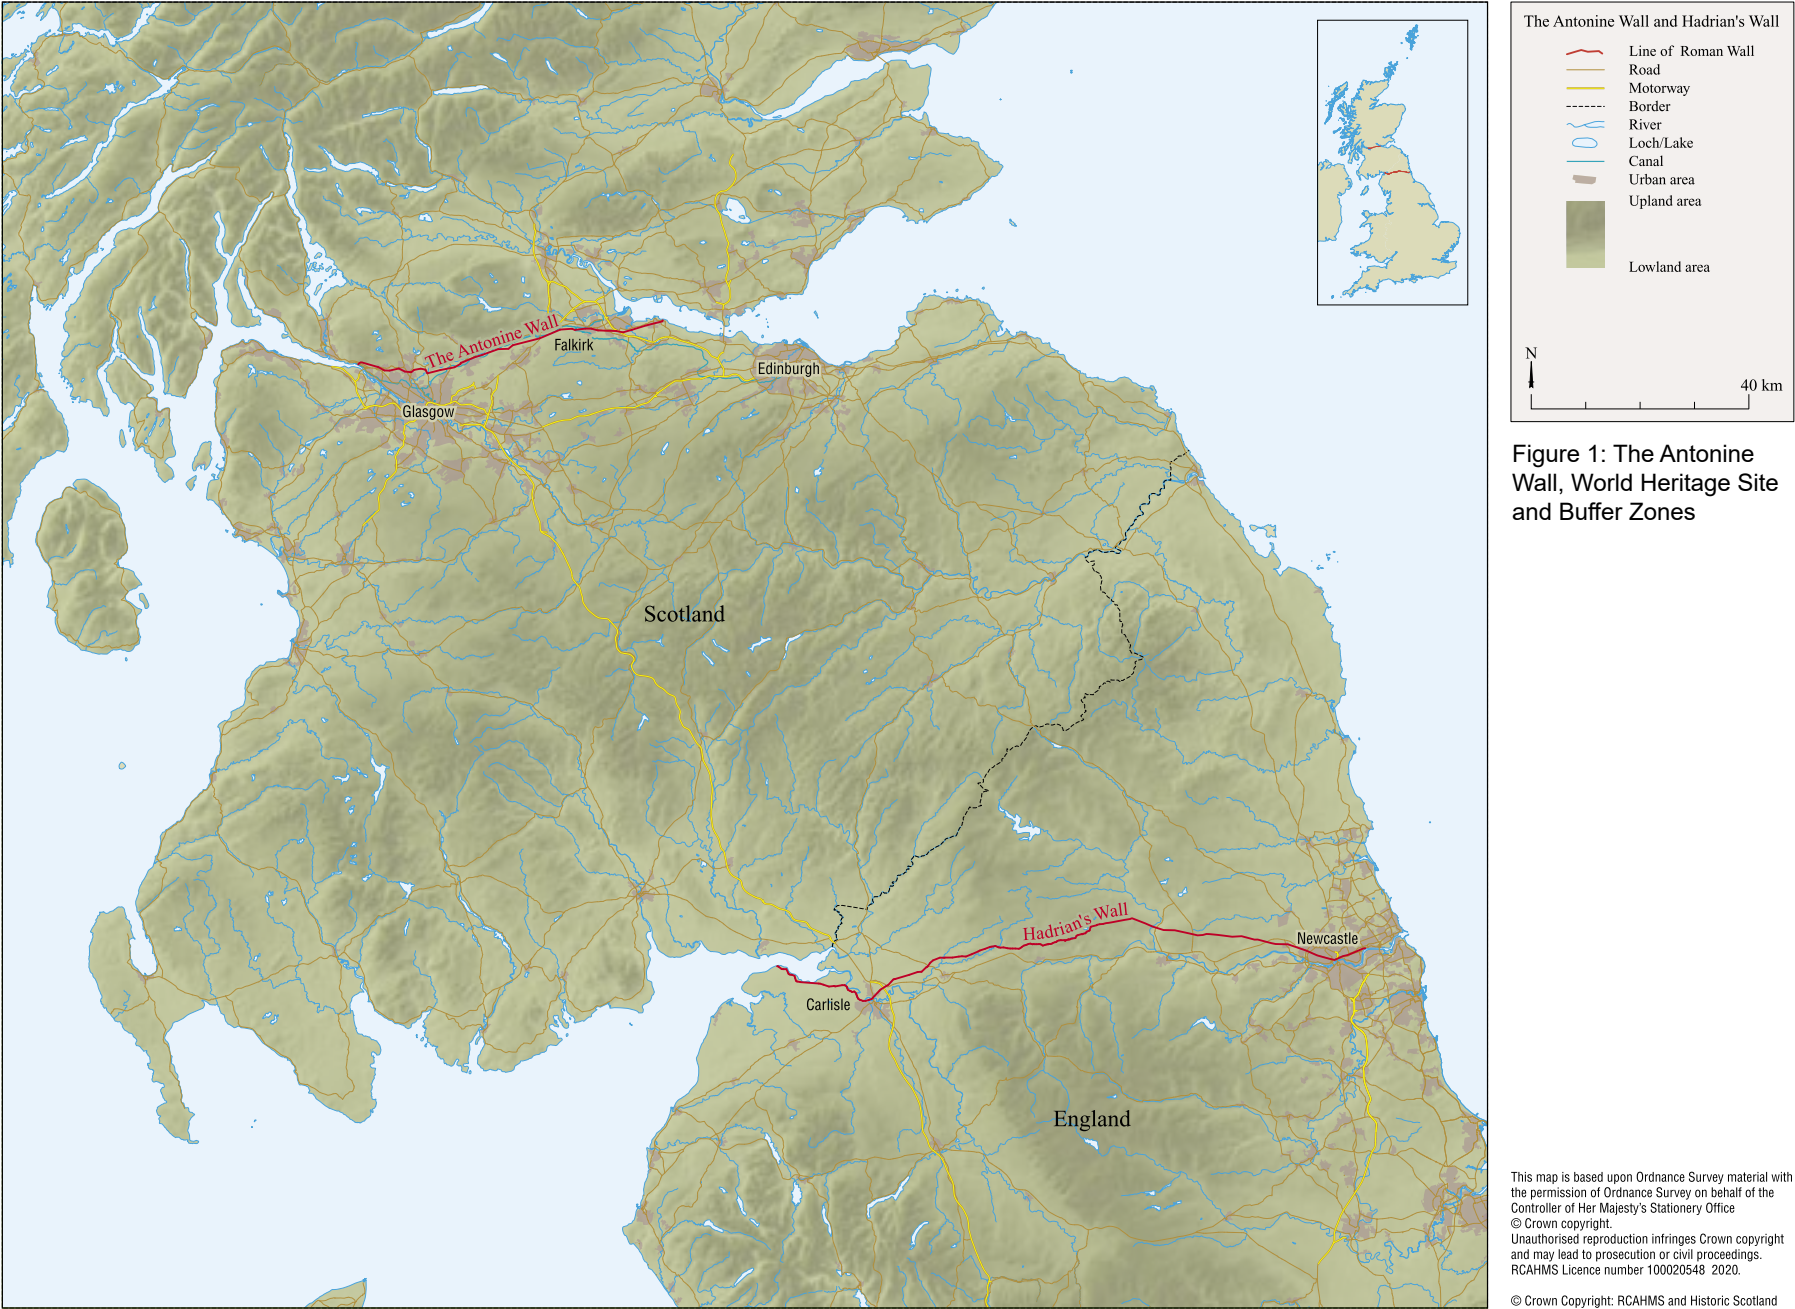 The Antonine Wall
Falkirk
Edinburgh
Glasgow
Scotland
Hadrian's Wall
Newcastle
Carlisle
England
The Antonine Wall and Hadrian's Wall
Line of Roman Wall
Road
Motorway
Border
River
Loch/Lake
Canal
Urban area
Upland area
Lowland area
N
40 km
Figure 1: The Antonine
Wall, World Heritage Site
and Buffer Zones
This map is based upon Ordnance Survey material with
the permission of Ordnance Survey on behalf of the
Controller of Her Majesty's Stationery Office
© Crown copyright.
Unauthorised reproduction infringes Crown copyright
and may lead to prosecution or civil proceedings.
RCAHMS Licence number 100020548 2020.
© Crown Copyright: RCAHMS and Historic Scotland